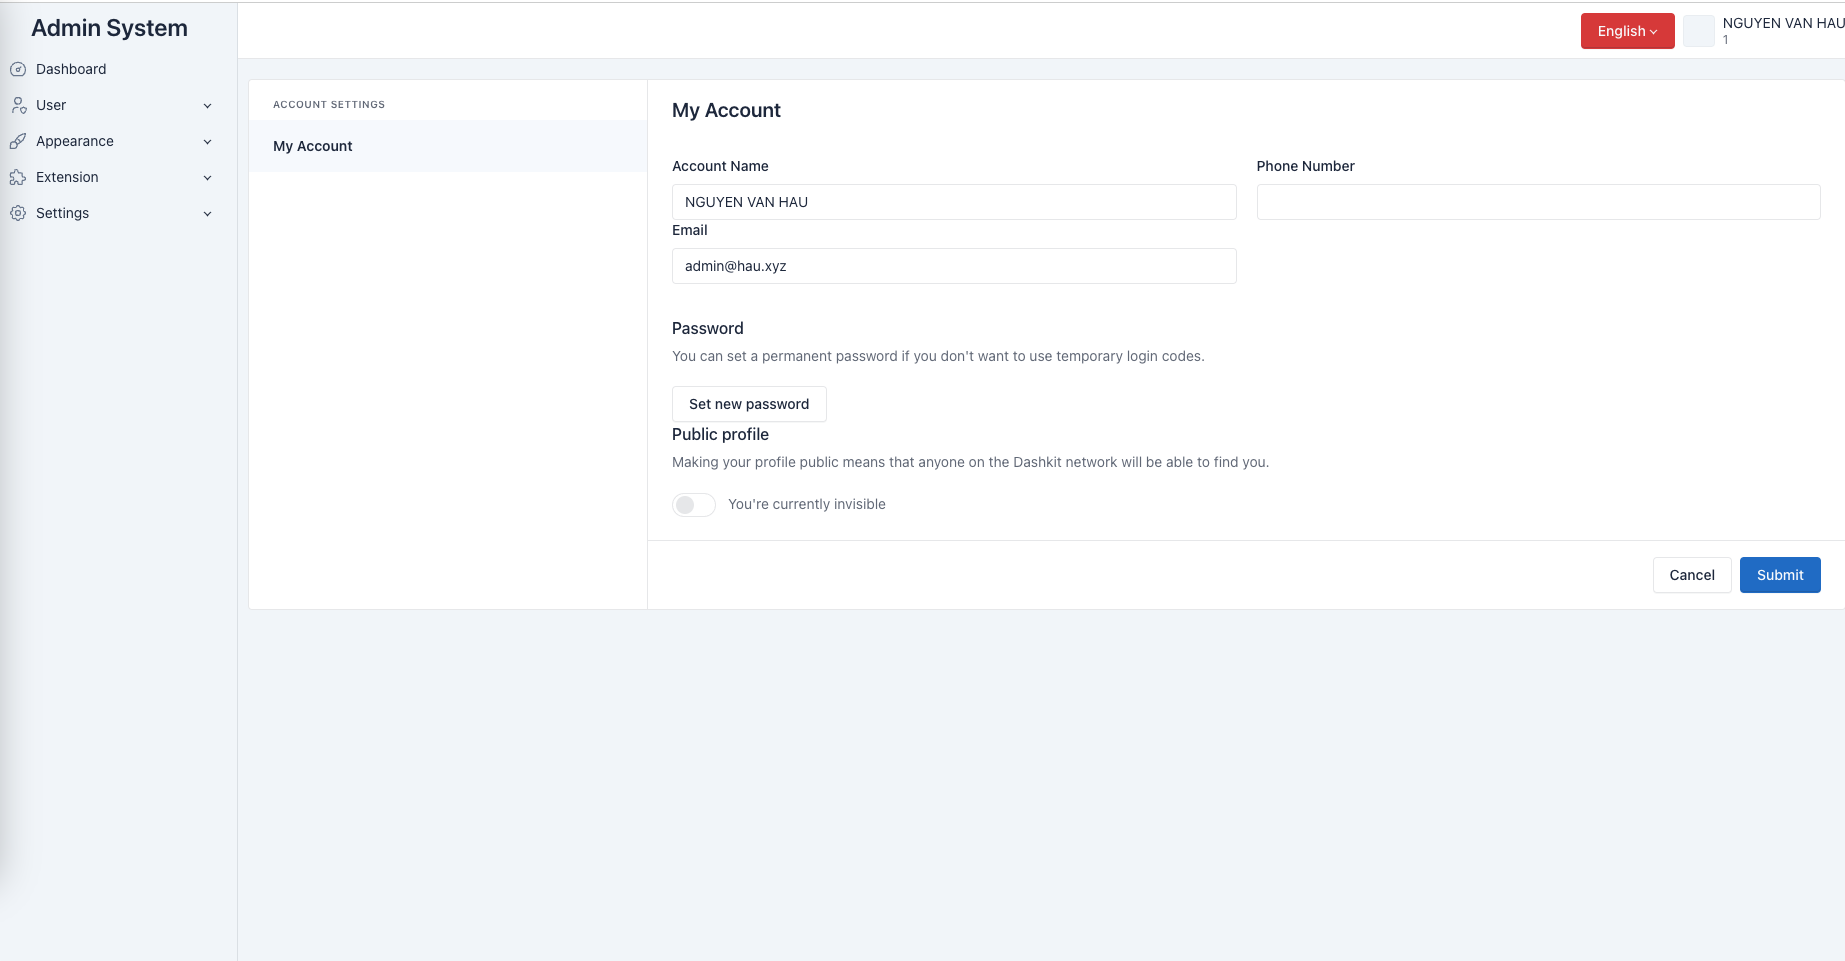 Admin System
Dashboard
User
Appearance
Extension
Settings
English
NGUYEN VAN HAU
1
ACCOUNT SETTINGS
My Account
My Account
Account Name
Phone Number
NGUYEN VAN HAU
Email
admin@hau.xyz
Password
You can set a permanent password if you don't want to use temporary login codes.
Set new password
Public profile
Making your profile public means that anyone on the Dashkit network will be able to find you.
You're currently invisible
Cancel
Submit